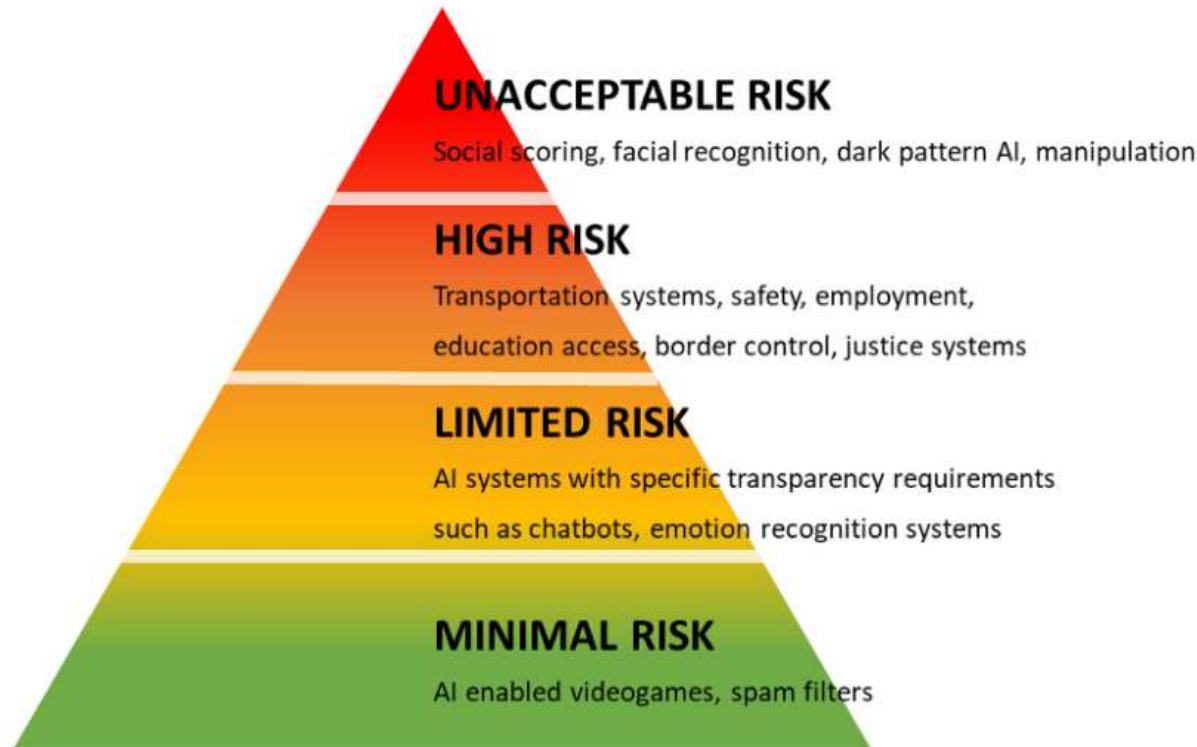 UNACCEPTABLE RISK
Social scoring, facial recognition, dark pattern AI, manipulation
HIGH RISK
Transportation systems, safety, employment,
education access, border control, justice systems
LIMITED RISK
AI systems with specific transparency requirements
such as chatbots, emotion recognition systems
MINIMAL RISK
AI enabled videogames, spam filters